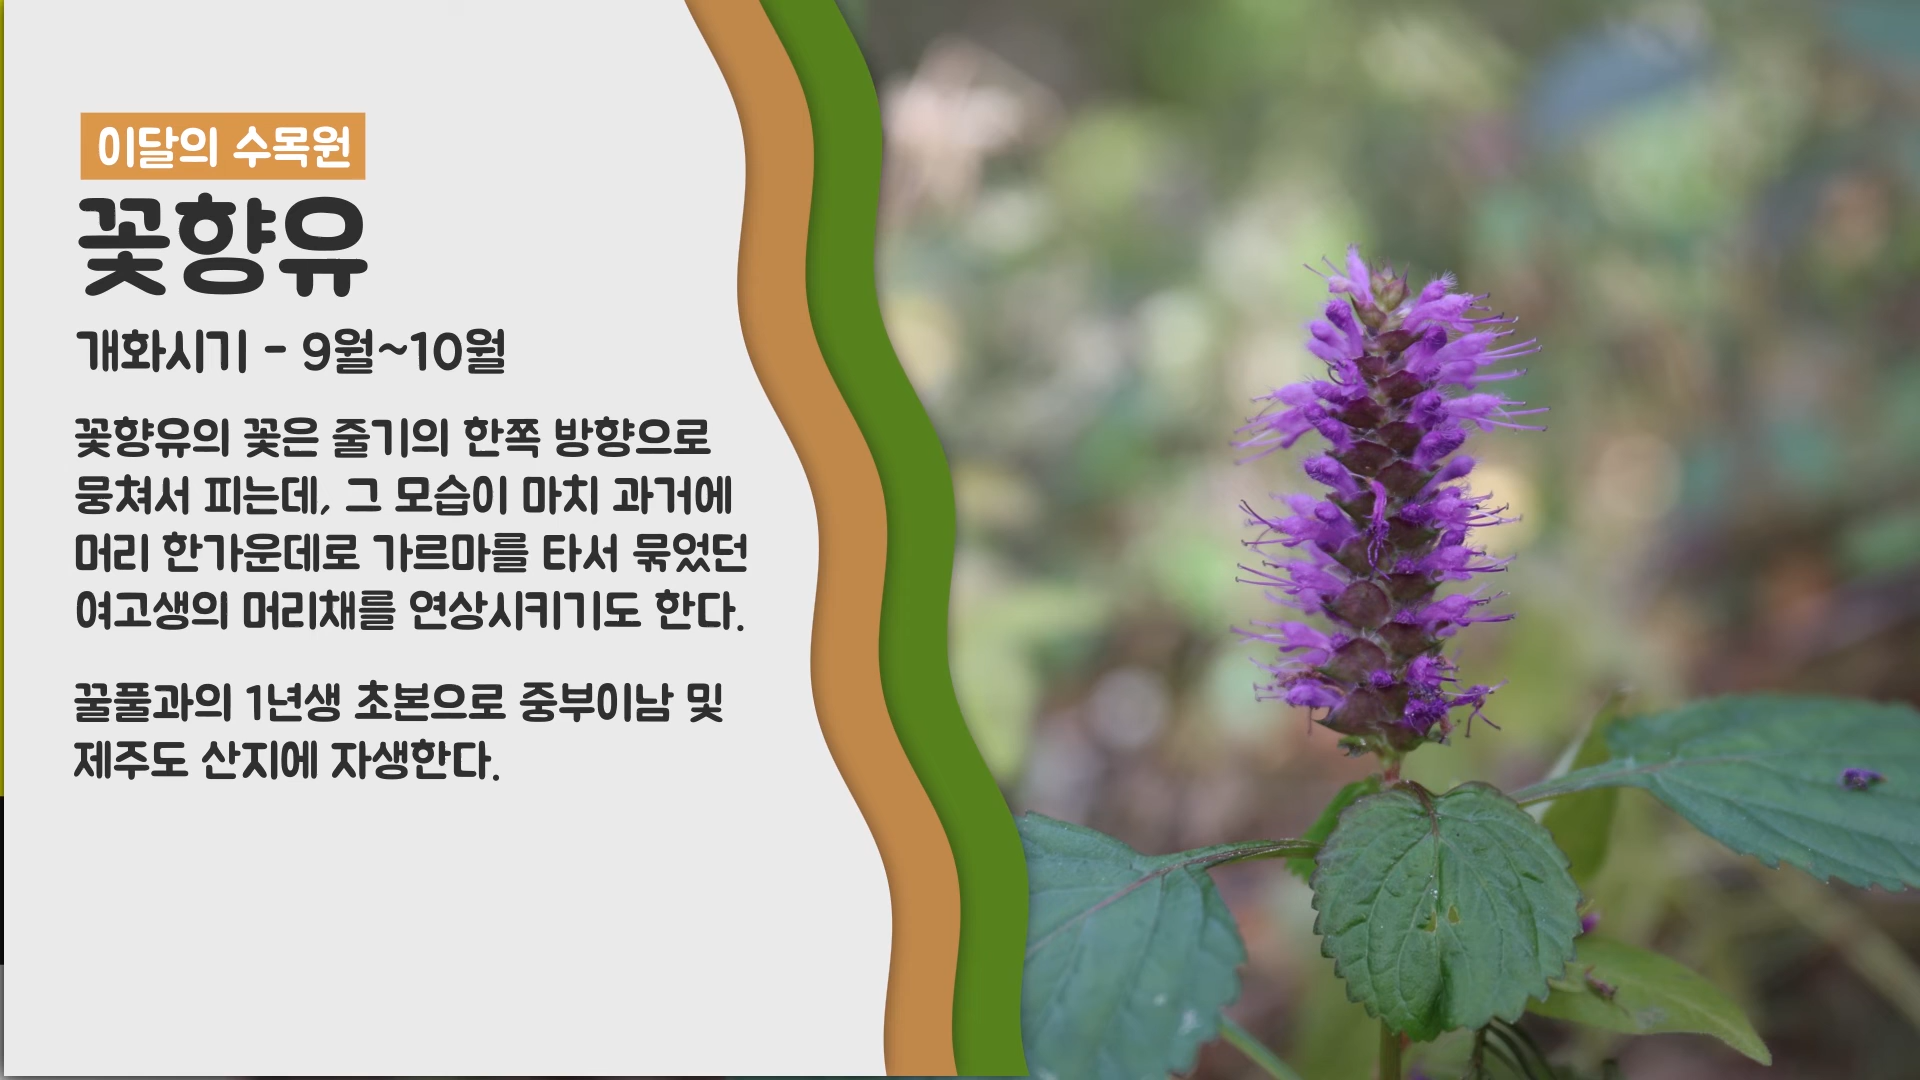 이달의 수목원
꽃향유
개화시기 - 9월~10월
꽃향유의 꽃은 줄기의 한쪽 방향으로
뭉쳐서 피는데, 그 모습이 마치 과거에
머리 한가운데로 가르마를 타서 묶었던
여고생의 머리채를 연상시키기도 한다.
꿀풀과의 1년생 초본으로 중부이남 및
제주도 산지에 자생한다.